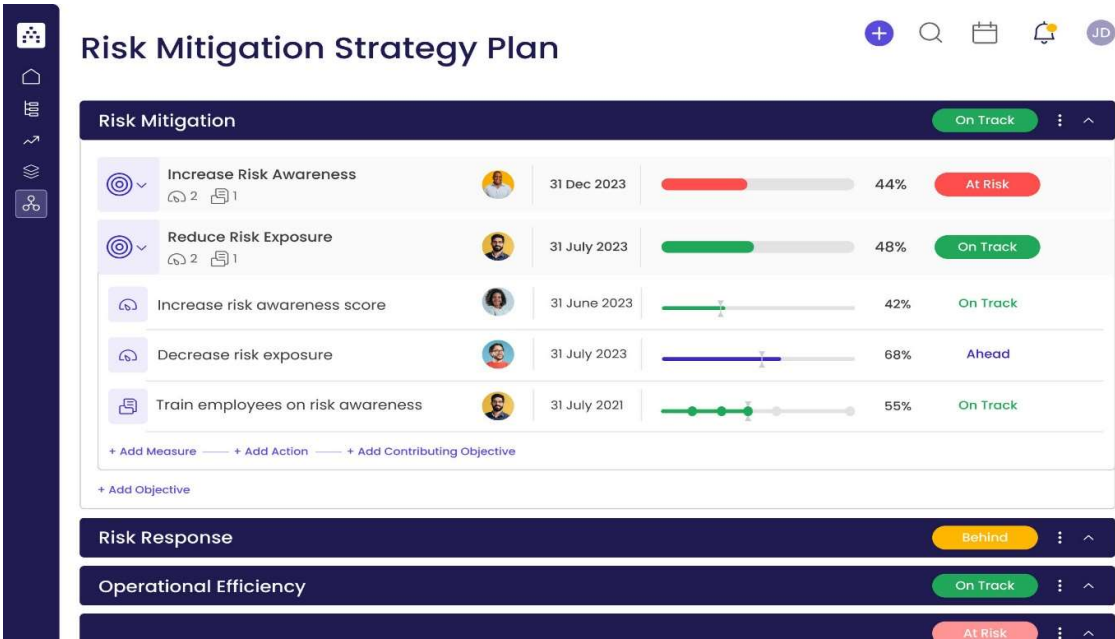 Risk Mitigation Strategy Plan
JD
Risk Mitigation On Track
Increase Risk Awareness 31 Dec 2023 44% At Risk
2 1
Reduce Risk Exposure 31 July 2023 48% On Track
2 1
Increase risk awareness score 31 June 2023 42% On Track
Decrease risk exposure 31 July 2023 68% Ahead
Train employees on risk awareness 31 July 2021 55% On Track
+ Add Measure + Add Action + Add Contributing Objective
+ Add Objective
Risk Response Behind
Operational Efficiency On Track
At Risk